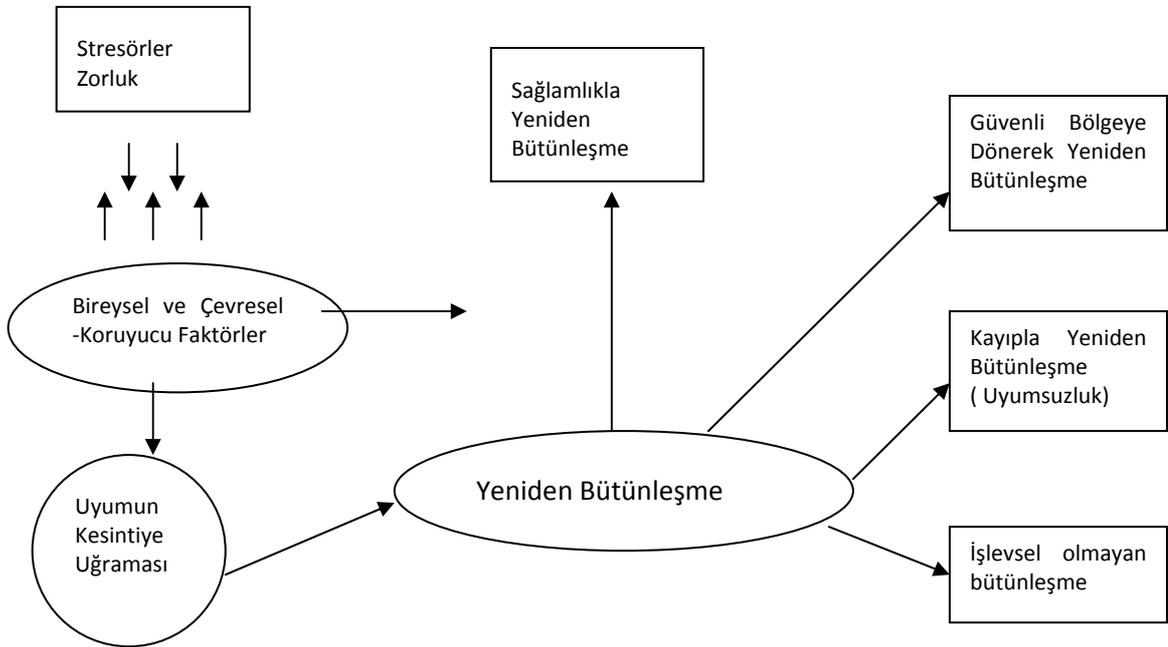 Stresörler
Zorluk
Sağlamlıkla
Yeniden
Bütünleşme
Güvenli Bölgeye
Dönerek Yeniden
Bütünleşme
Bireysel ve Çevresel
-Koruyucu Faktörler
Kayıpla Yeniden
Bütünleşme
( Uyumsuzluk)
Uyumun
Kesintiye
Uğraması
Yeniden Bütünleşme
İşlevsel olmayan
bütünleşme